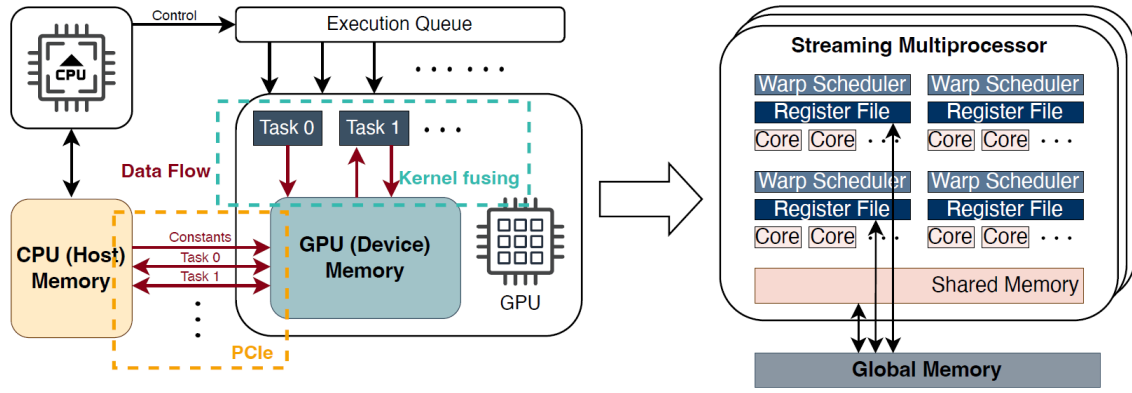 Control
Execution Queue
CPU
Task 0
Task 1
Data Flow
Kernel fusing
CPU (Host)
Memory
Constants
Task 0
Task 1
GPU (Device)
Memory
GPU
PCIe
Streaming Multiprocessor
Warp Scheduler
Register File
Core Core
Warp Scheduler
Register File
Core Core
Warp Scheduler
Register File
Core Core
Warp Scheduler
Register File
Core Core
Shared Memory
Global Memory